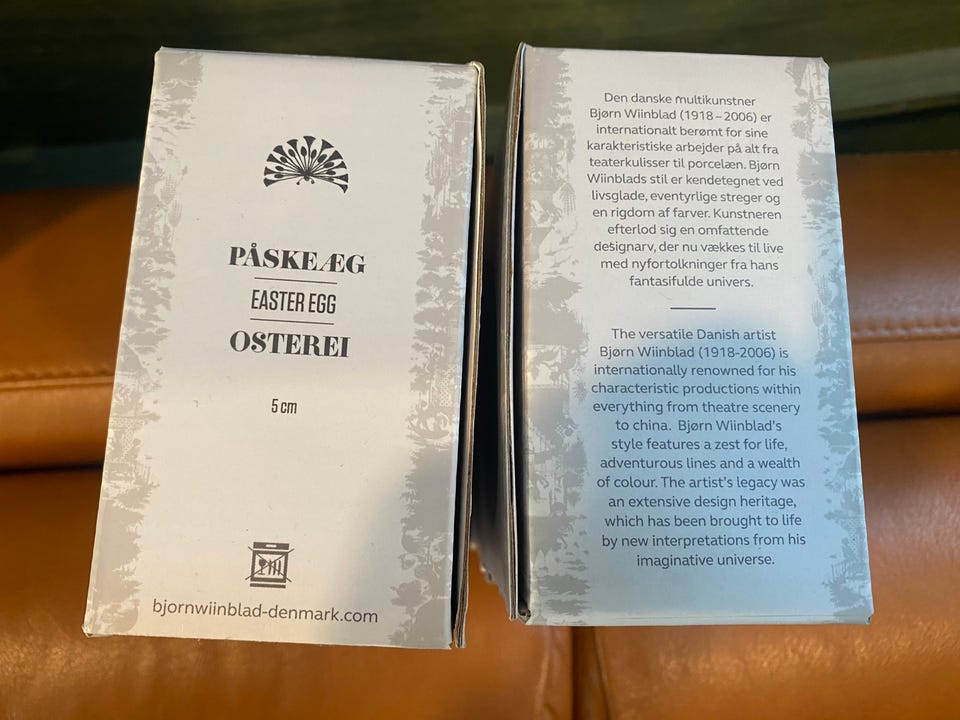 PÅSKEÆG
EASTER EGG
OSTEREI
5 cm
bjornwiinblad-denmark.com
Den danske multikunstner
Bjørn Wiinblad (1918 – 2006) er
internationalt berømt for sine
karakteristiske arbejder på alt fra
teaterkulisser til porcelæn. Bjørn
Wiinblads stil er kendetegnet ved
livsglade, eventyrlige streger og
en rigdom af farver. Kunstneren
efterlod sig en omfattende
designarv, der nu vækkes til live
med nyfortolkninger fra hans
fantasifulde univers.
The versatile Danish artist
Bjørn Wiinblad (1918-2006) is
internationally renowned for his
characteristic productions within
everything from theatre scenery
to china. Bjørn Wiinblad's
style features a zest for life,
adventurous lines and a wealth
of colour. The artist's legacy was
an extensive design heritage,
which has been brought to life
by new interpretations from his
imaginative universe.